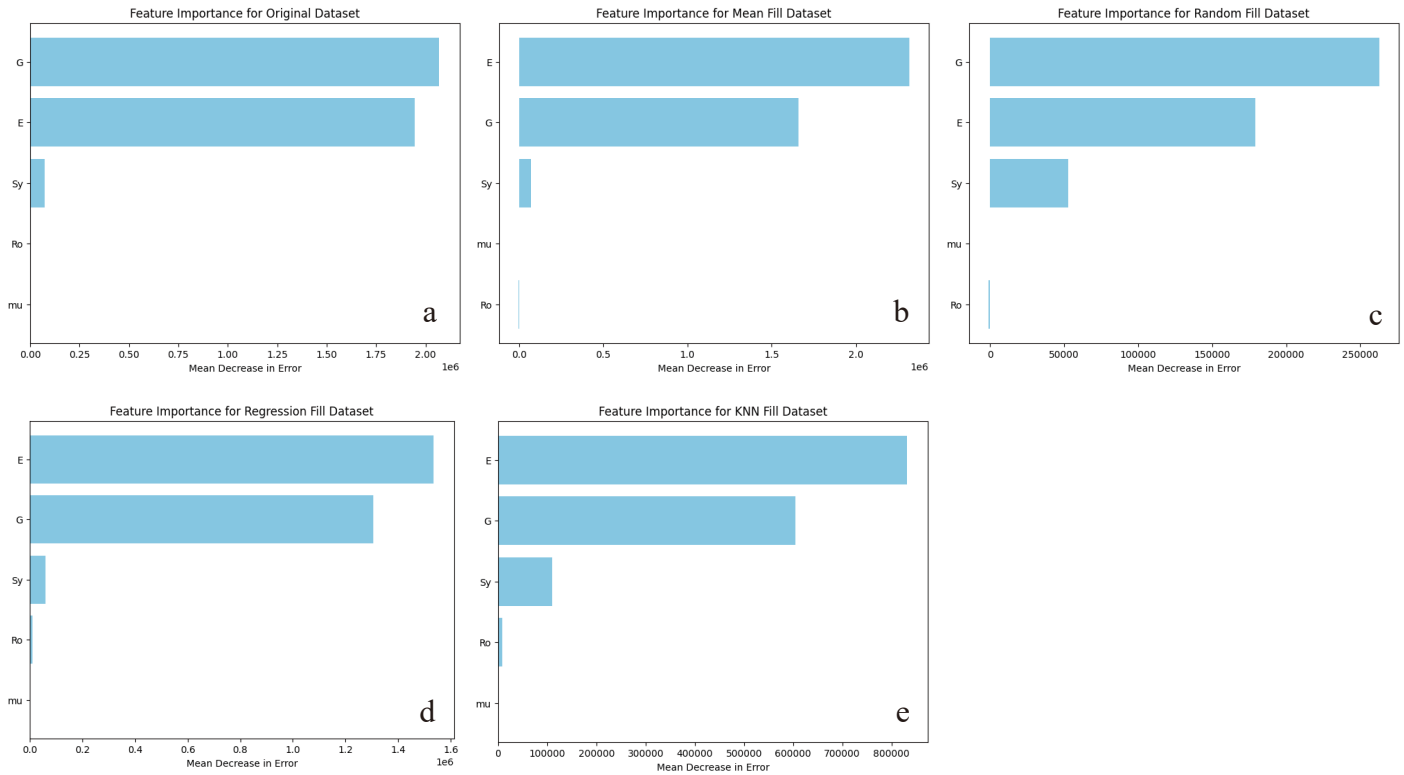 Feature Importance for Original Dataset
G
E
Sy
Ro
mu
a
0.00 0.25 0.50 0.75 1.00 1.25 1.50 1.75 2.00
1e6
Mean Decrease in Error
Feature Importance for Mean Fill Dataset
E
G
Sy
mu
Ro
b
0.0 0.5 1.0 1.5 2.0
1e6
Mean Decrease in Error
Feature Importance for Random Fill Dataset
G
E
Sy
mu
Ro
c
0 50000 100000 150000 200000 250000
Mean Decrease in Error
Feature Importance for Regression Fill Dataset
E
G
Sy
Ro
mu
d
0.0 0.2 0.4 0.6 0.8 1.0 1.2 1.4 1.6
1e6
Mean Decrease in Error
Feature Importance for KNN Fill Dataset
E
G
Sy
Ro
mu
e
0 100000 200000 300000 400000 500000 600000 700000 800000
Mean Decrease in Error